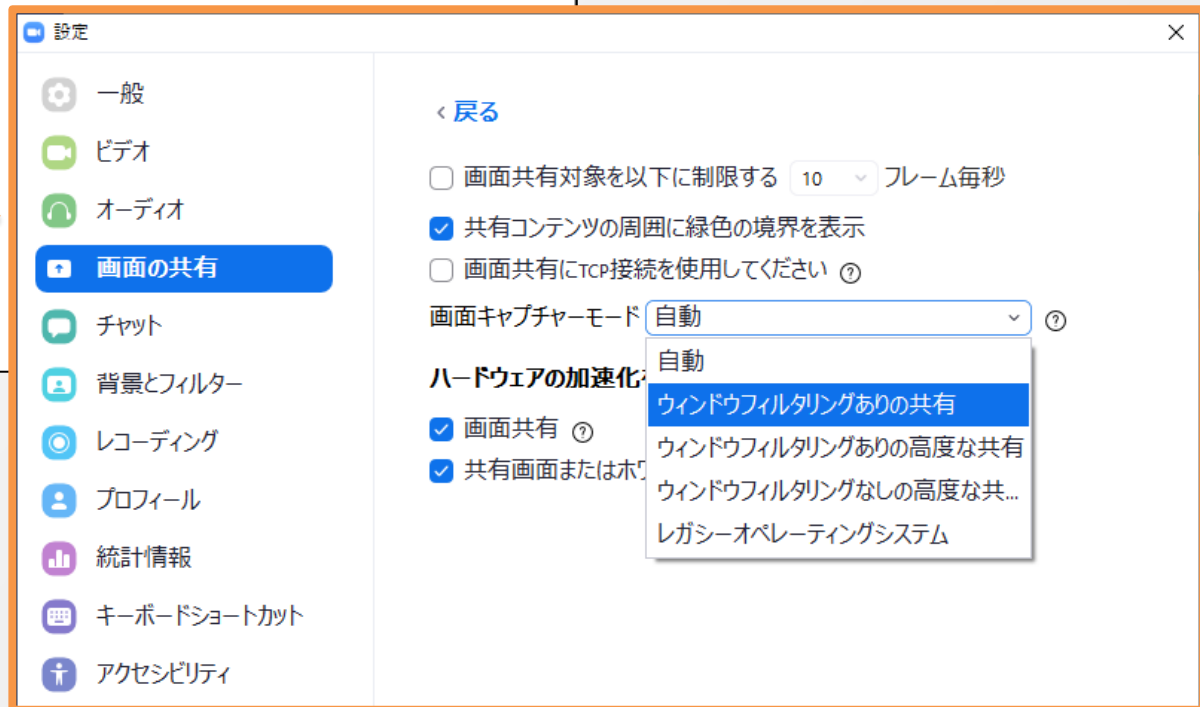 設定
一般
ビデオ
オーディオ
画面の共有
チャット
背景とフィルター
レコーディング
プロフィール
統計情報
キーボードショートカット
アクセシビリティ
戻る
画面共有対象を以下に制限する 10 フレーム毎秒
共有コンテンツの周囲に緑色の境界を表示
画面共有にTCP接続を使用してください
画面キャプチャーモード 自動
自動
ウィンドウフィルタリングありの共有
ウィンドウフィルタリングありの高度な共有
ウィンドウフィルタリングなしの高度な共...
レガシーオペレーティングシステム
ハードウェアの加速化
画面共有
共有画面またはホワ